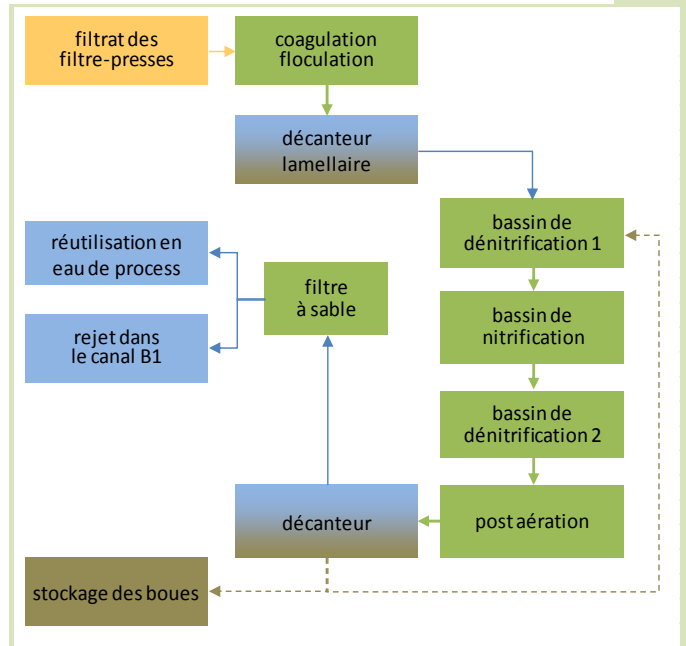 filtrat des
filtre-presses
coagulation
floculation
décanteur
lamellaire
bassin de
dénitrification 1
bassin de
nitrification
bassin de
dénitrification 2
post aération
décanteur
filtre
à sable
réutilisation en
eau de process
rejet dans
le canal B1
stockage des boues